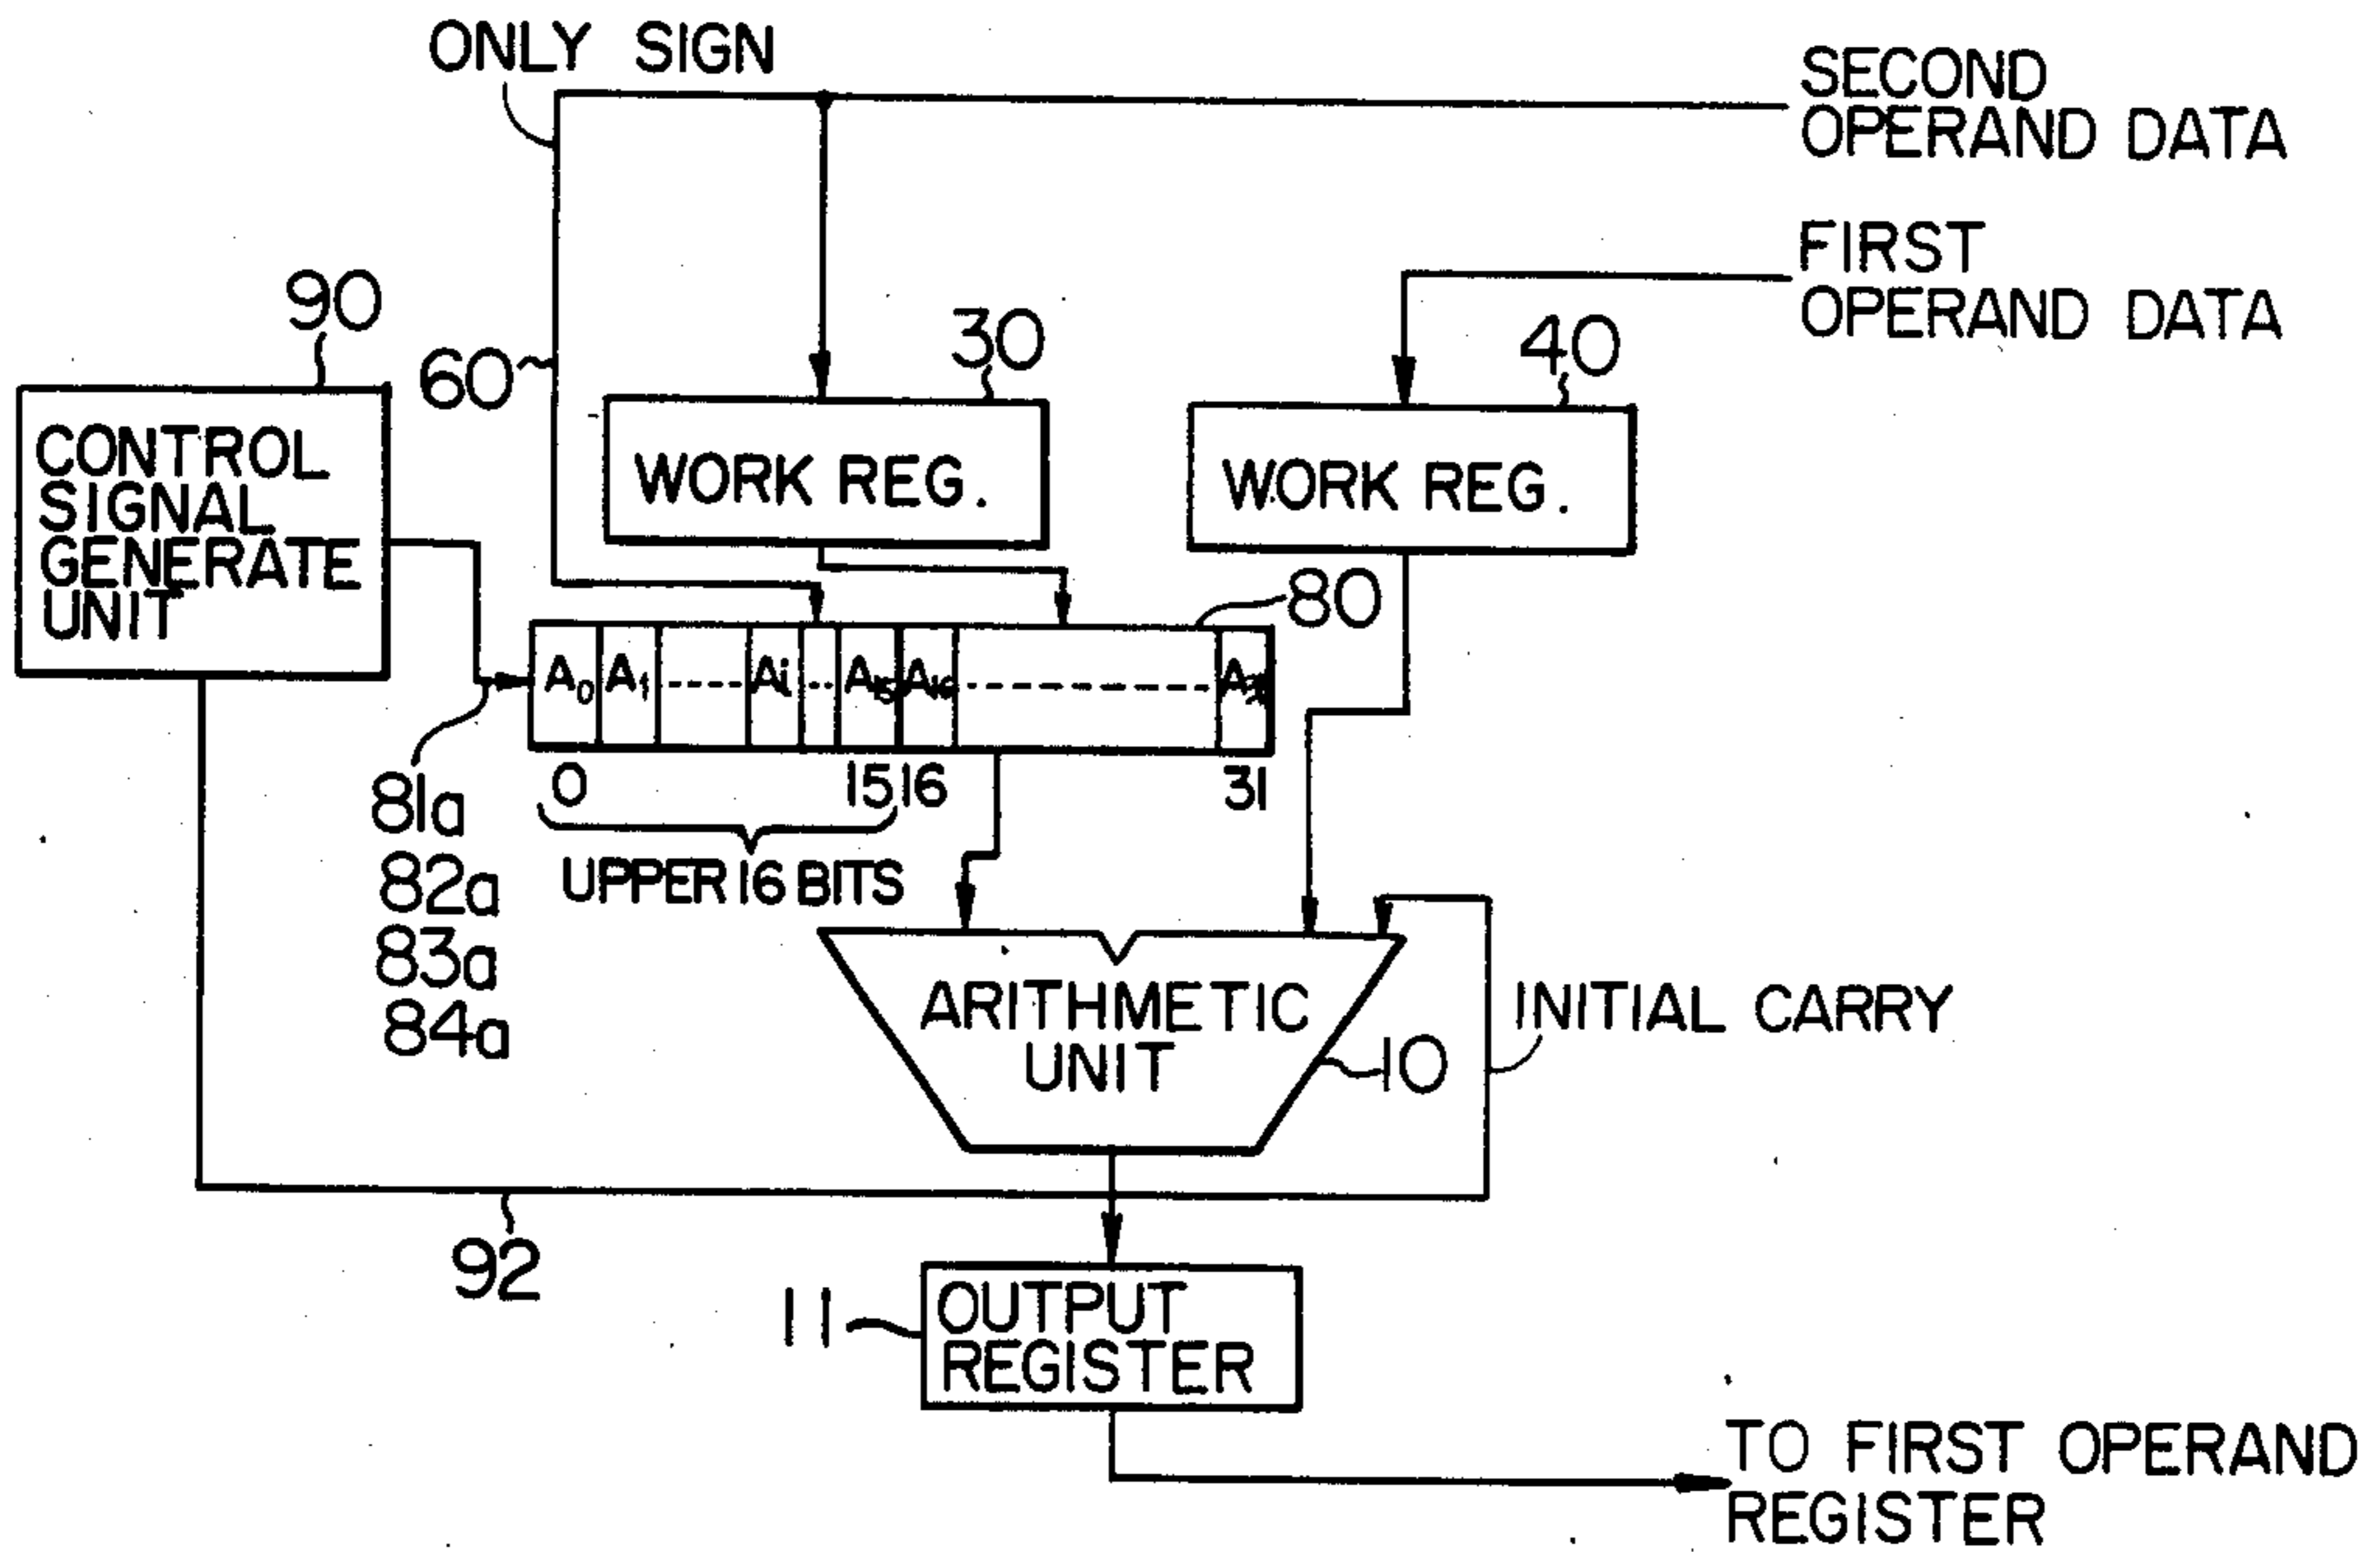 ONLY SIGN
SECOND
OPERAND DATA
FIRST
OPERAND DATA
90
60
30
40
CONTROL
SIGNAL
GENERATE
UNIT
WORK REG.
WORK REG.
80
A0 A1 ---- Ai -- A15 A16 ---- A31
0 15 16 31
81a
82a
83a
84a
UPPER 16 BITS
ARITHMETIC
UNIT
10
INITIAL CARRY
92
11
OUTPUT
REGISTER
TO FIRST OPERAND
REGISTER